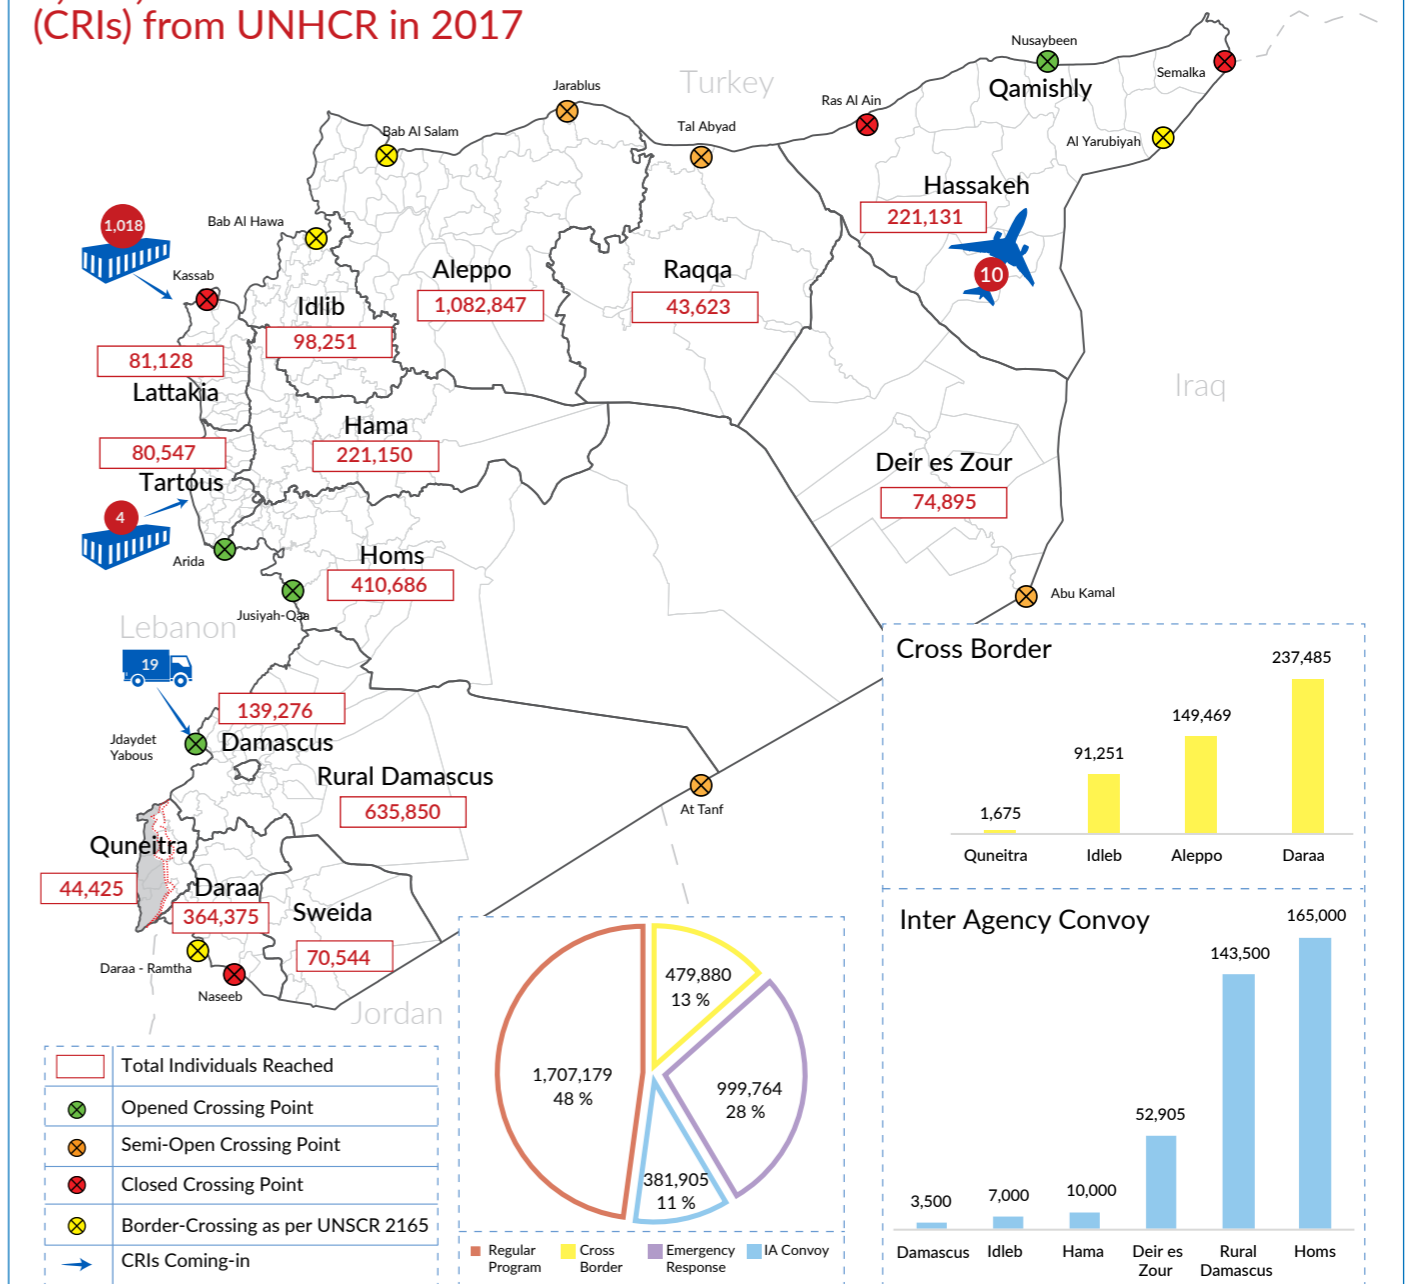 (CRIs) from UNHCR in 2017
Nusaybeen
Qamishly
Semalka
Turkey
Jarablus
Ras Al Ain
Tal Abyad
Bab Al Salam
Al Yarubiyah
Hassakeh
221,131
10
1,018
Bab Al Hawa
Kassab
Aleppo
1,082,847
Raqqa
43,623
Idlib
98,251
81,128
Lattakia
Iraq
Hama
221,150
80,547
Tartous
4
Arida
Deir es Zour
74,895
Homs
410,686
Jusiyah-Qaa
Abu Kamal
Lebanon
19
139,276
Damascus
Jdaydet
Yabous
Rural Damascus
635,850
At Tanf
Quneitra
44,425
Daraa
364,375
Sweida
70,544
Daraa - Ramtha
Naseeb
Jordan
Cross Border
237,485
149,469
91,251
1,675
Quneitra Idleb Aleppo Daraa
Inter Agency Convoy
165,000
143,500
52,905
10,000
7,000
3,500
Damascus Idleb Hama Deir es Rural Homs
Zour Damascus
479,880
13 %
1,707,179
48 %
999,764
28 %
381,905
11 %
Regular Cross Emergency IA Convoy
Program Border Response
Total Individuals Reached
Opened Crossing Point
Semi-Open Crossing Point
Closed Crossing Point
Border-Crossing as per UNSCR 2165
CRIs Coming-in